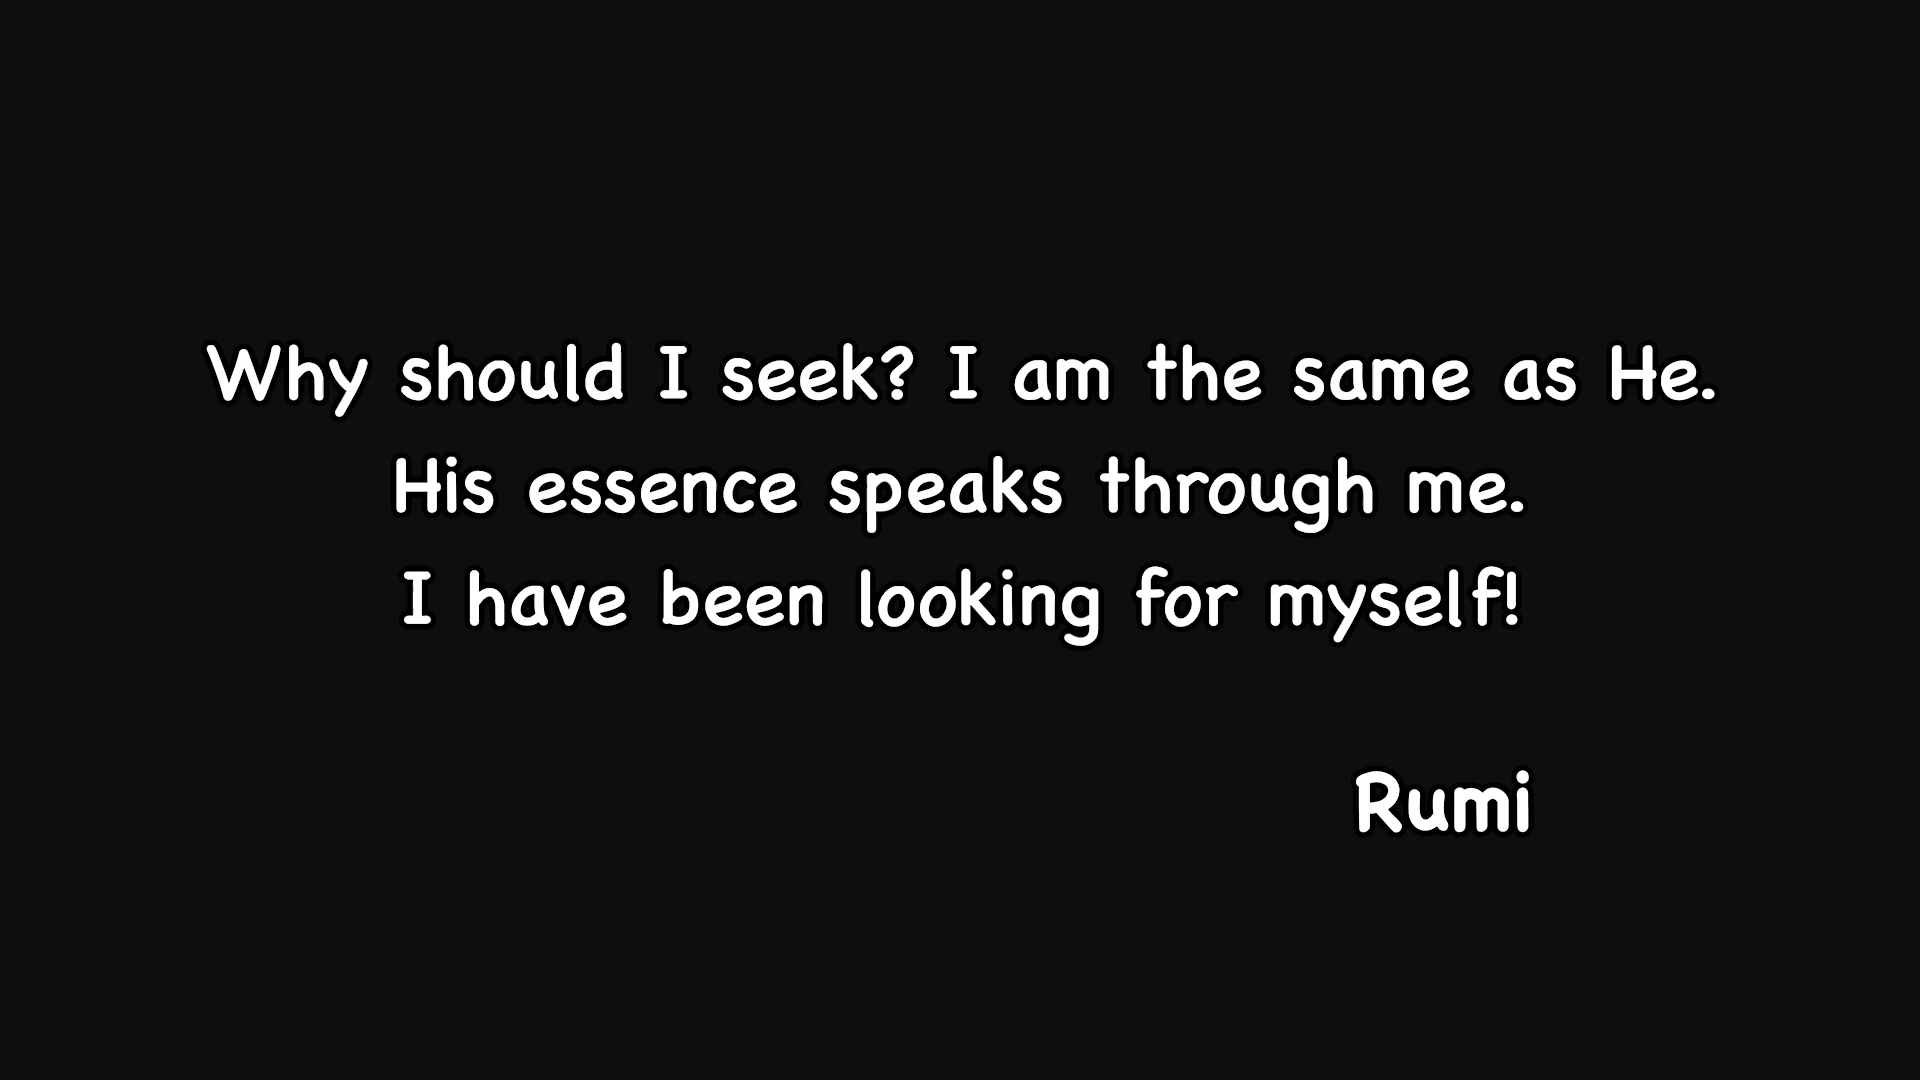 Why should I seek? I am the same as He.
His essence speaks through me.
I have been looking for myself!
Rumi